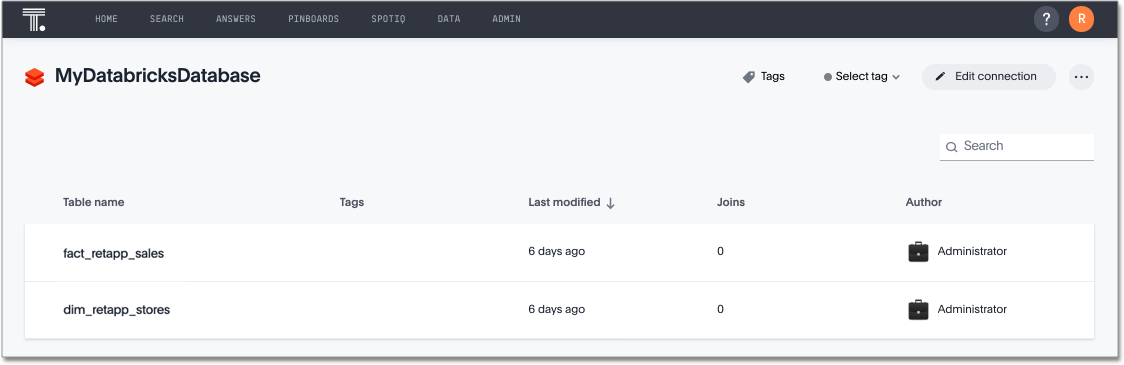 T. HOME SEARCH ANSWERS PINBOARDS SPOTIQ DATA ADMIN ? R
MyDatabricksDatabase Tags Select tag Edit connection ...
Search
Table name Tags Last modified ↓ Joins Author
fact_retapp_sales 6 days ago 0 Administrator
dim_retapp_stores 6 days ago 0 Administrator